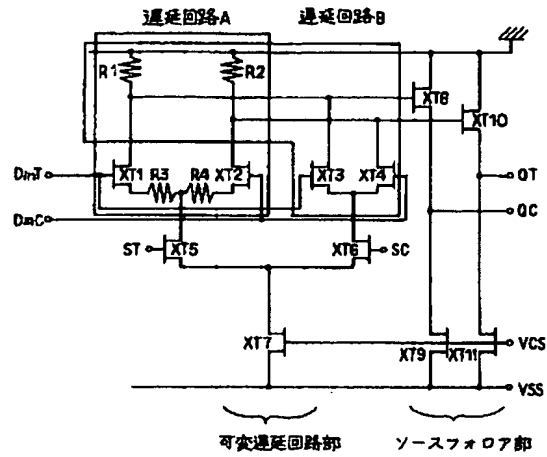 遅延回路A 遅延回路B
R1 R2 XT8
XT10
DinT XT1 R3 R4 XT2 XT3 XT4 QT
DinC QC
ST XT5 XT6 SC
XT7 XT9 XT11 VCS
VSS
可変遅延回路部 ソースフォロア部